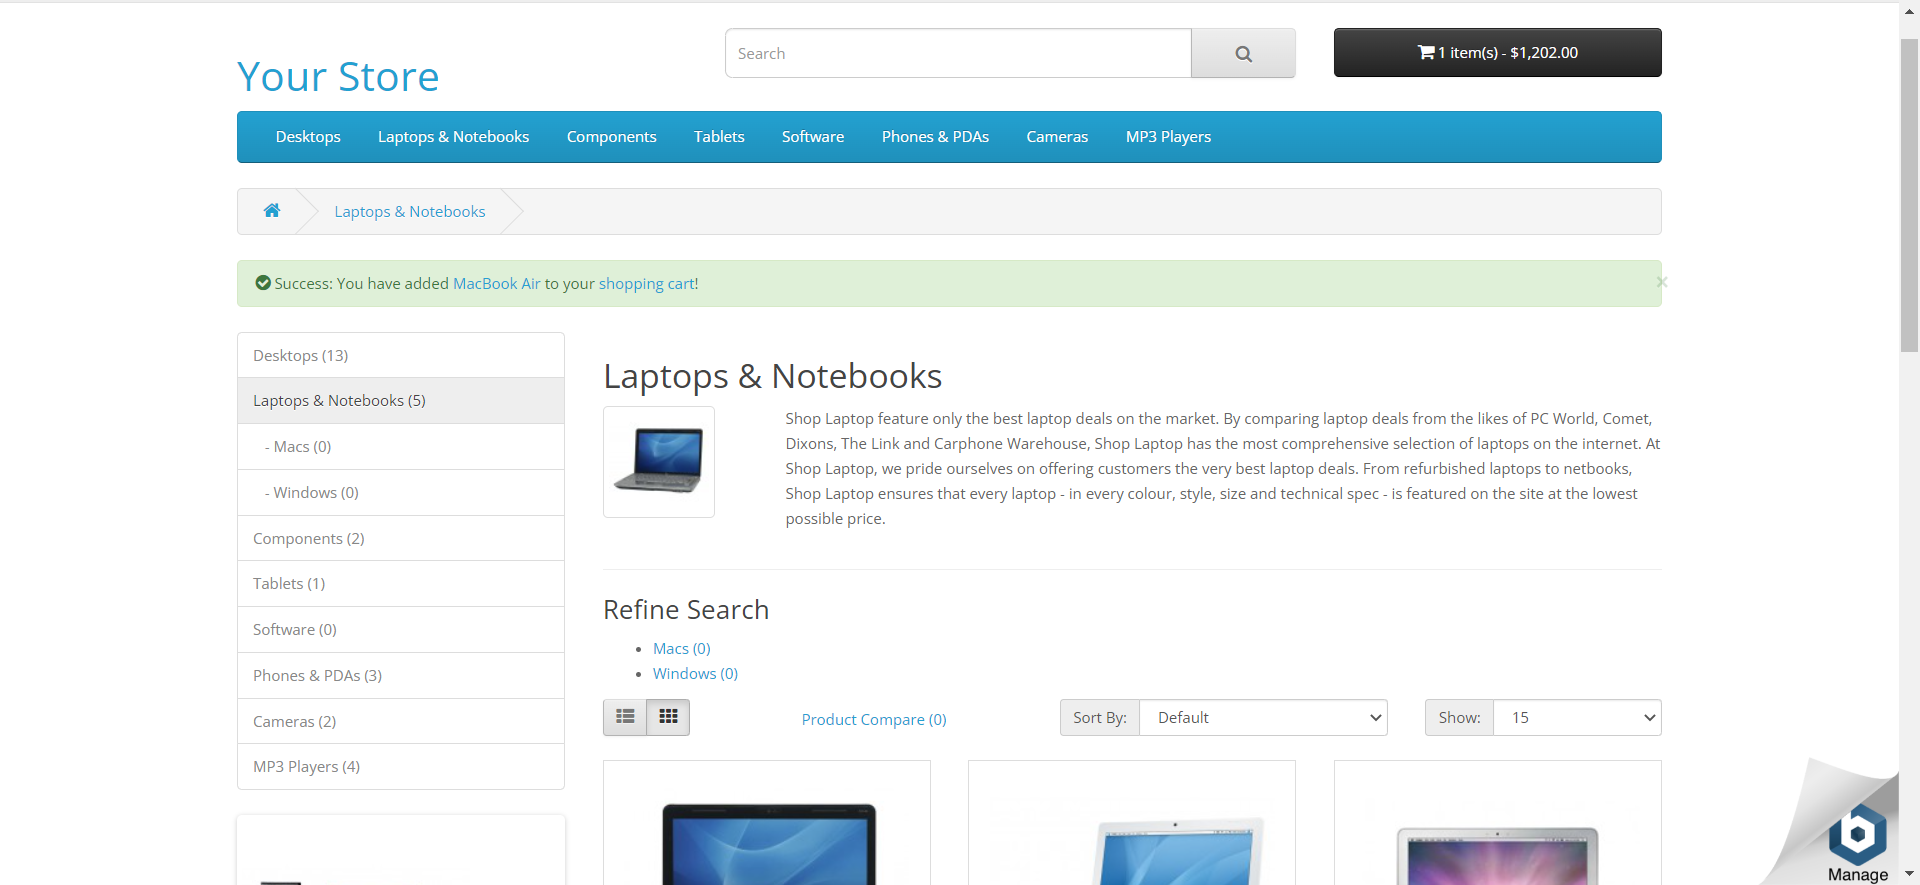 Search
1 item(s) - $1,202.00
Your Store
Desktops Laptops & Notebooks Components Tablets Software Phones & PDAs Cameras MP3 Players
Laptops & Notebooks
Success: You have added MacBook Air to your shopping cart!
×
Desktops (13)
Laptops & Notebooks (5)
- Macs (0)
- Windows (0)
Components (2)
Tablets (1)
Software (0)
Phones & PDAs (3)
Cameras (2)
MP3 Players (4)
Laptops & Notebooks
Shop Laptop feature only the best laptop deals on the market. By comparing laptop deals from the likes of PC World, Comet,
Dixons, The Link and Carphone Warehouse, Shop Laptop has the most comprehensive selection of laptops on the internet. At
Shop Laptop, we pride ourselves on offering customers the very best laptop deals. From refurbished laptops to netbooks,
Shop Laptop ensures that every laptop - in every colour, style, size and technical spec - is featured on the site at the lowest
possible price.
Refine Search
Macs (0)
Windows (0)
Product Compare (0)
Sort By: Default
Show: 15
Manage